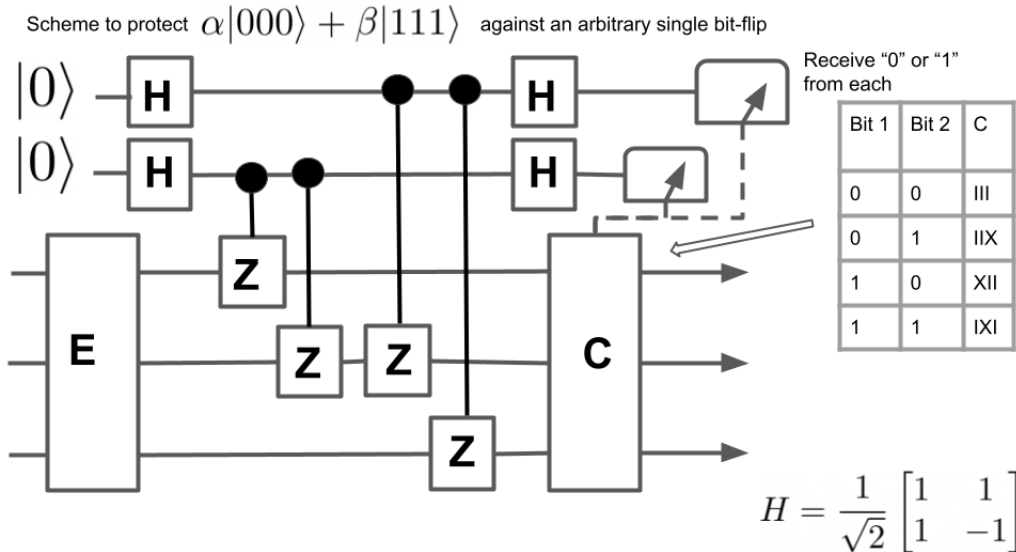 Scheme to protect α|000⟩ + β|111⟩ against an arbitrary single bit-flip
|0⟩ H H
Receive “0” or “1”
from each
|0⟩ H H
Bit 1 Bit 2 C
0 0 III
0 1 IIX
1 0 XII
1 1 IXI
Z
E Z Z C
Z
H = 1/√2 [1 1
1 −1]